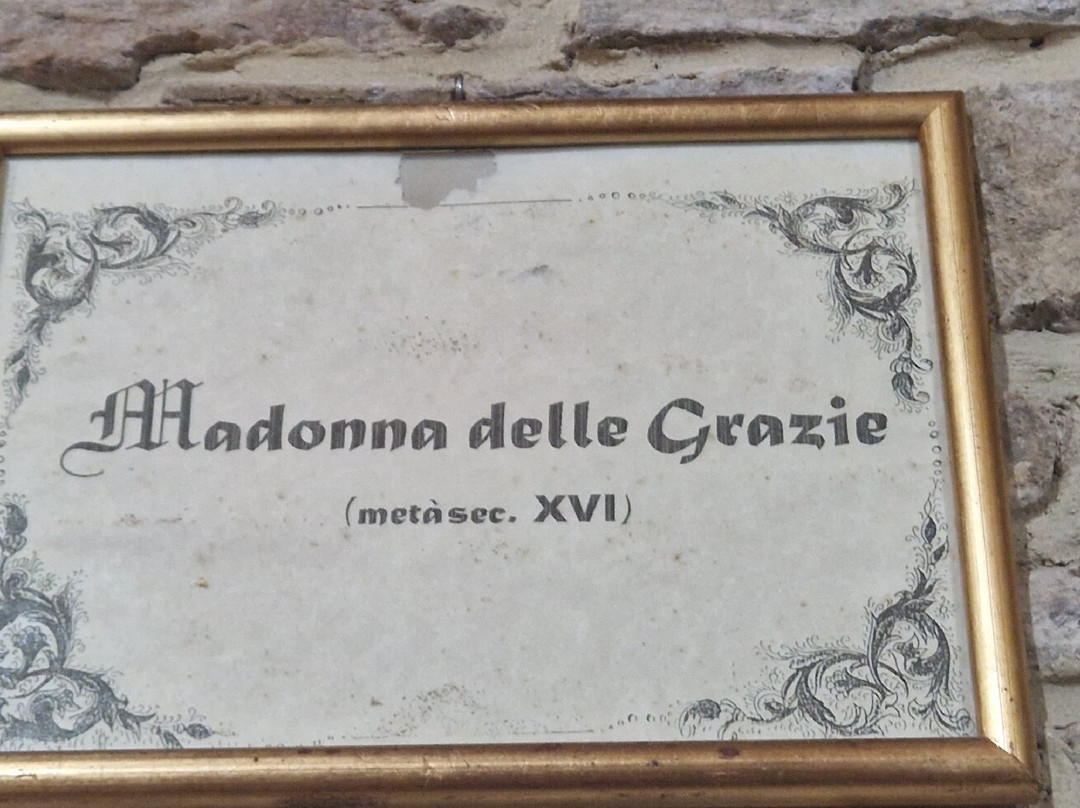 Madonna delle Grazie
(metà sec. XVI)